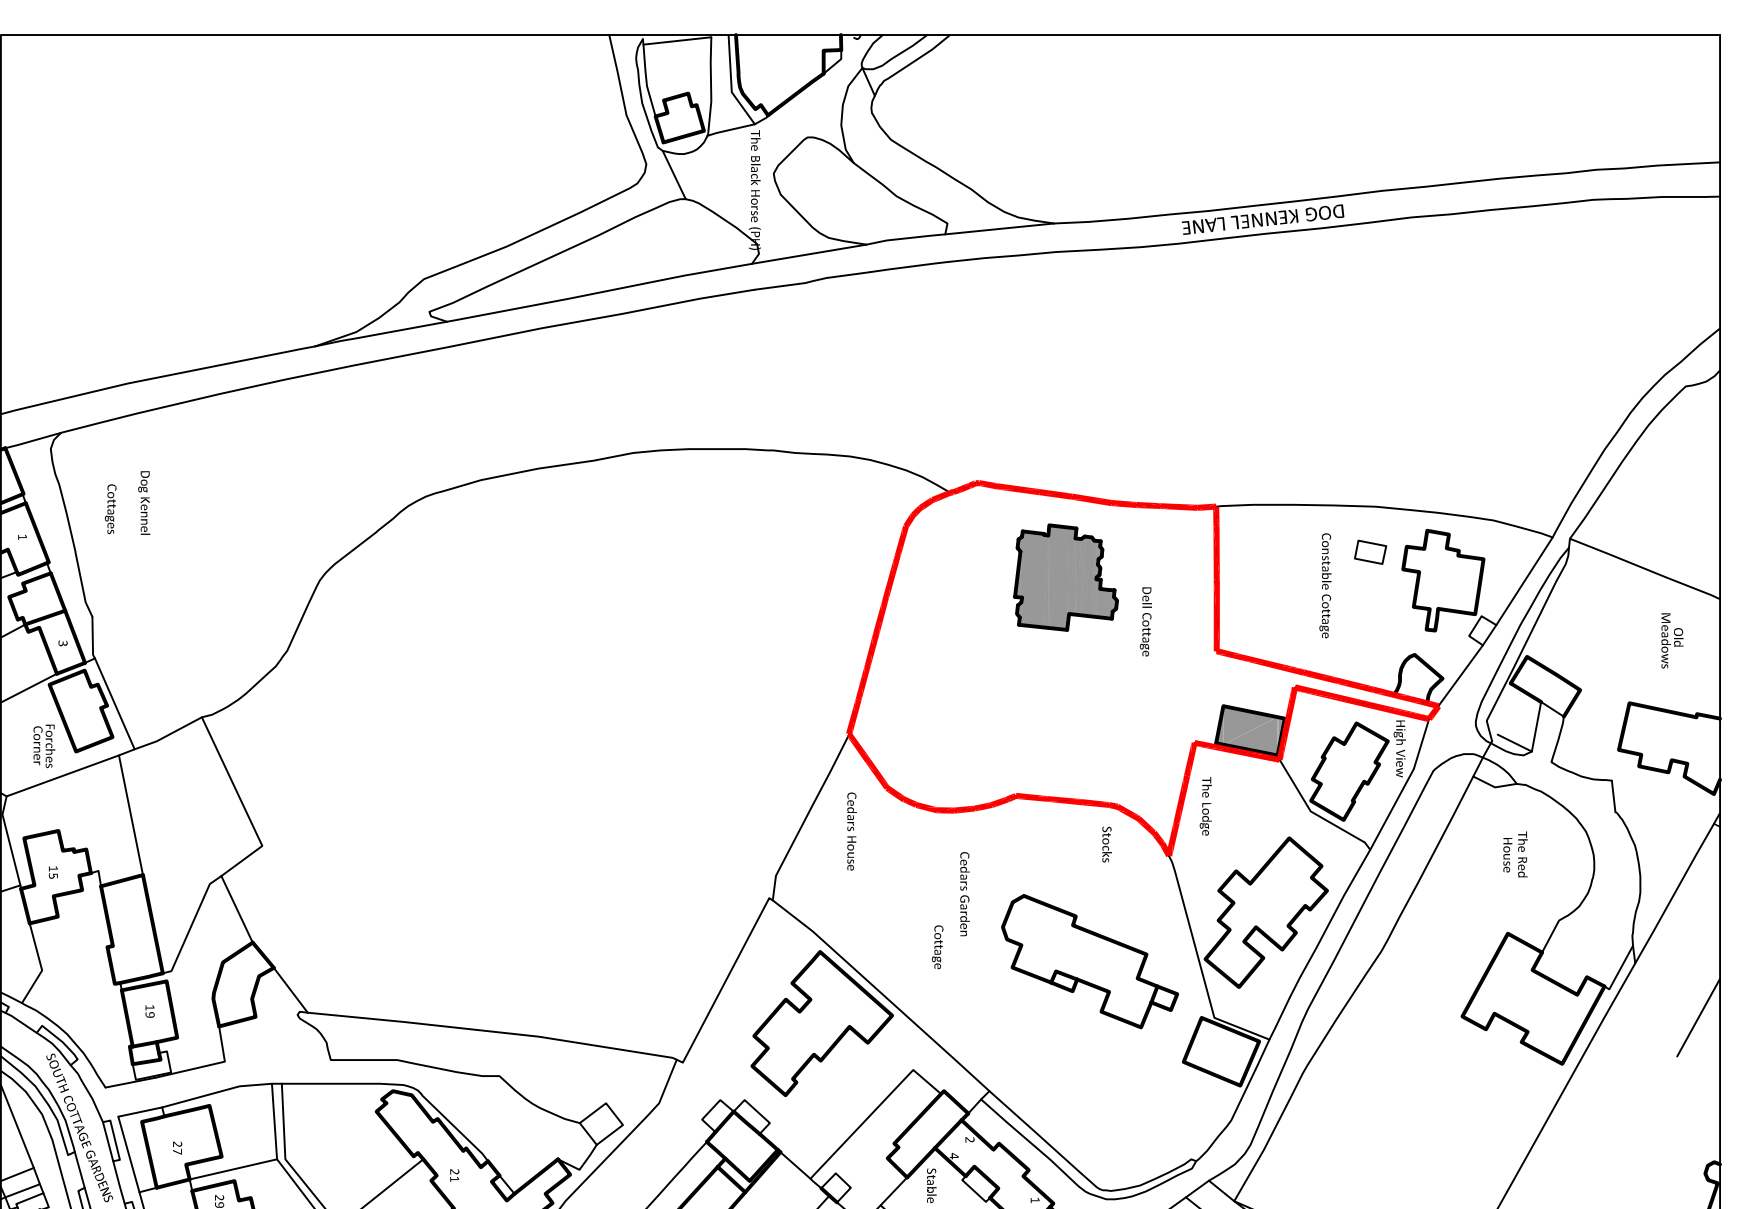 The Black Horse (PH)
DOG KENNEL LANE
Dog Kennel
Cottages
1
3
Forches
Corner
Constable Cottage
Dell Cottage
Old
Meadows
High View
The Lodge
Stocks
Cedars House
Cedars Garden
Cottage
The Red
House
15
19
SOUTH COTTAGE GARDENS
27
29
21
2
4
1
Stable